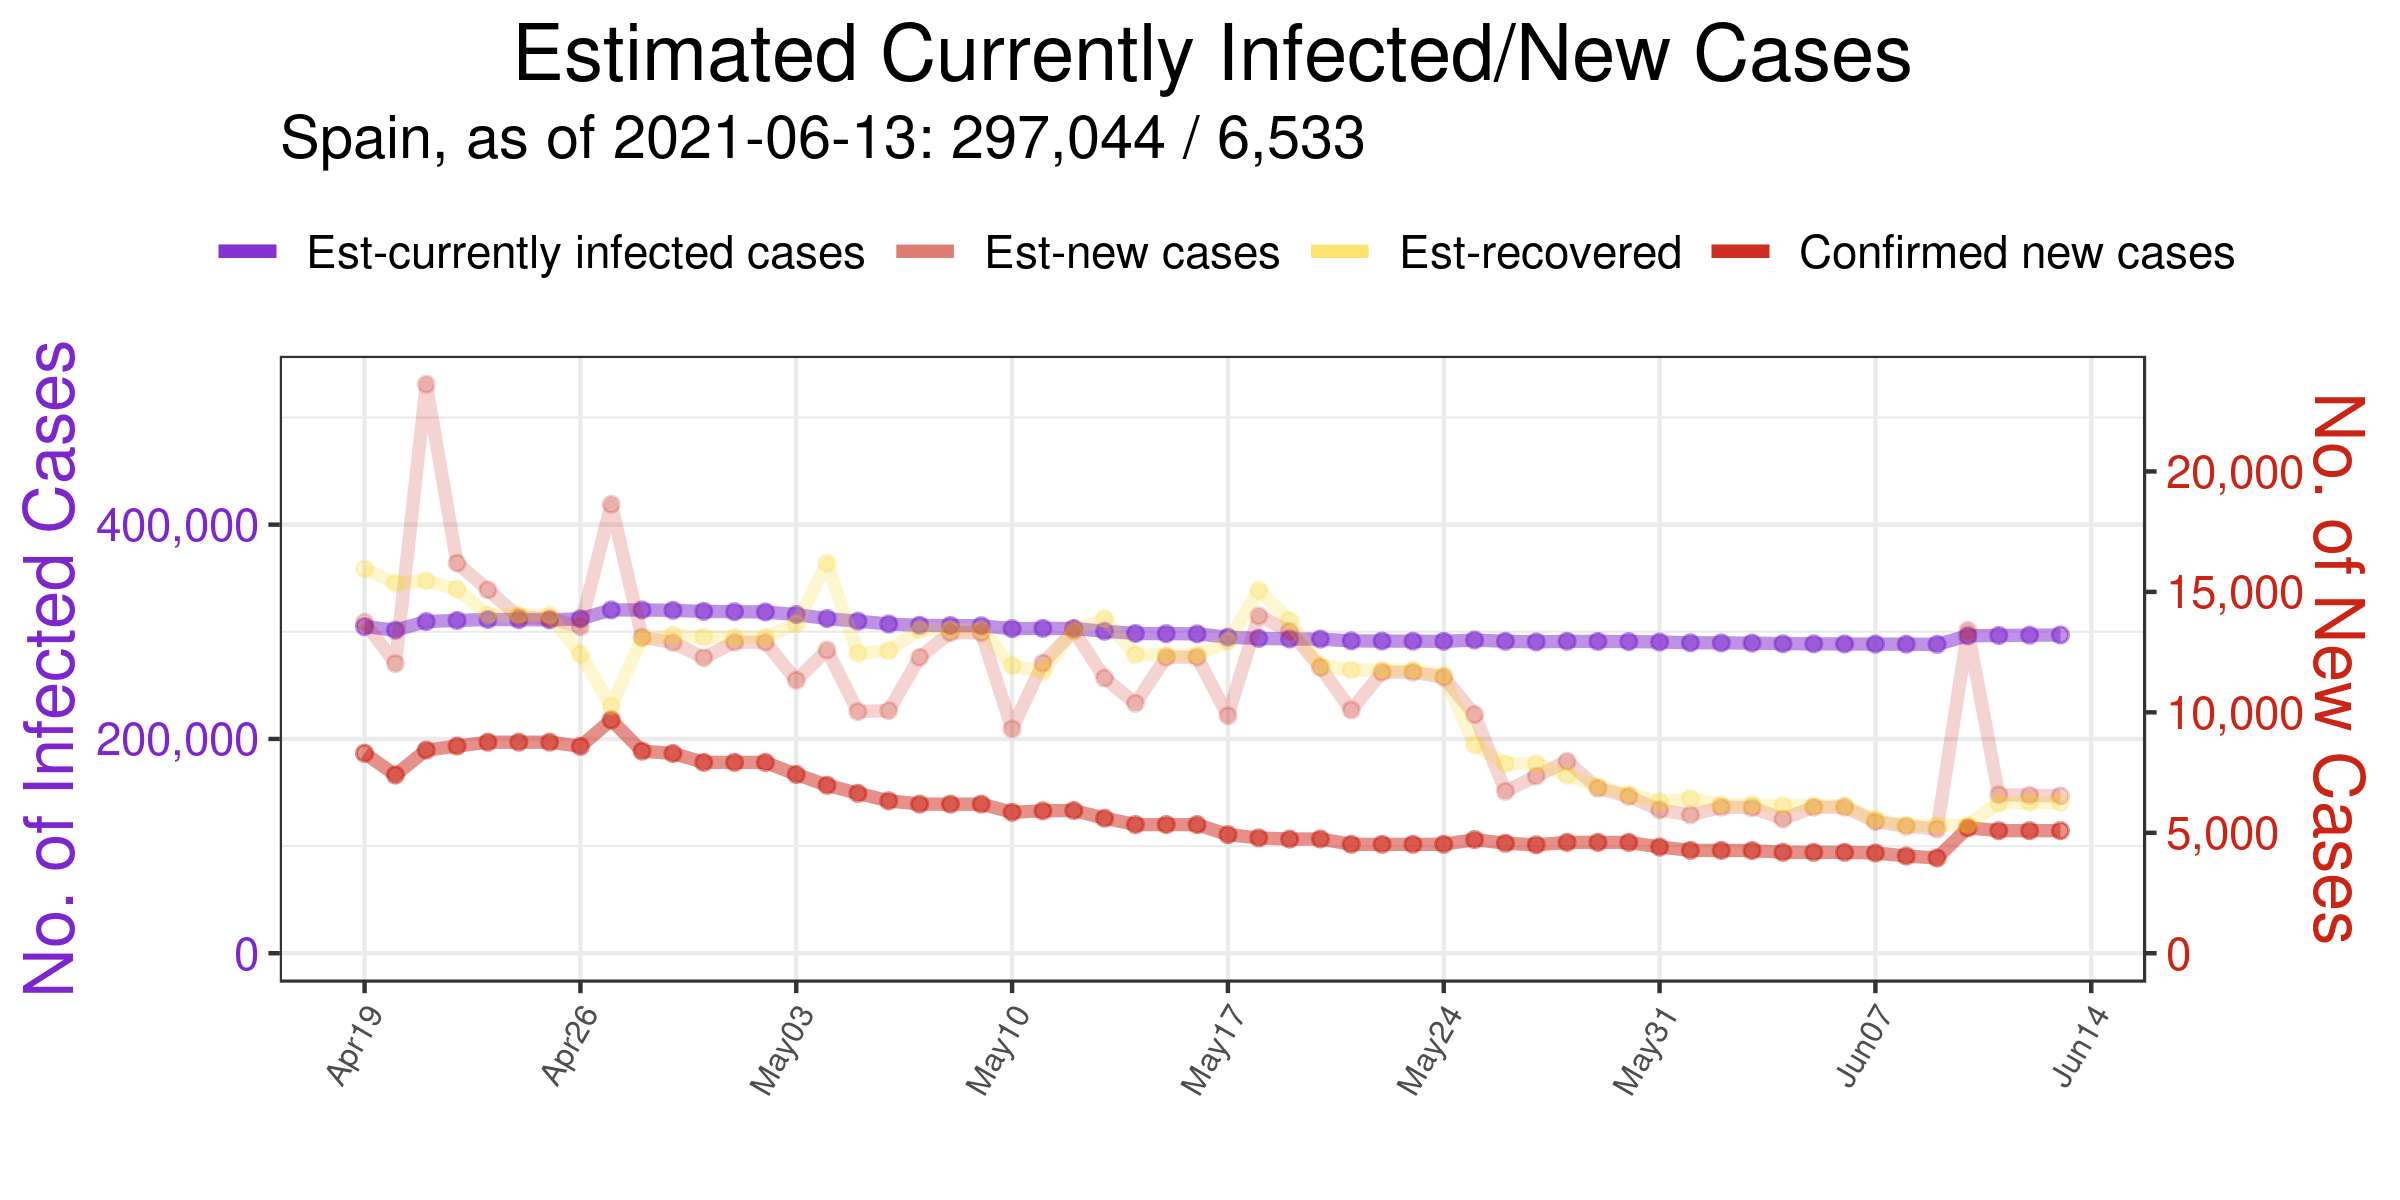 Estimated Currently Infected/New Cases
Spain, as of 2021-06-13: 297,044 / 6,533
Est-currently infected cases Est-new cases Est-recovered Confirmed new cases
No. of Infected Cases
400,000
200,000
0
20,000
15,000
10,000
5,000
0
No. of New Cases
Apr19 Apr26 May03 May10 May17 May24 May31 Jun07 Jun14